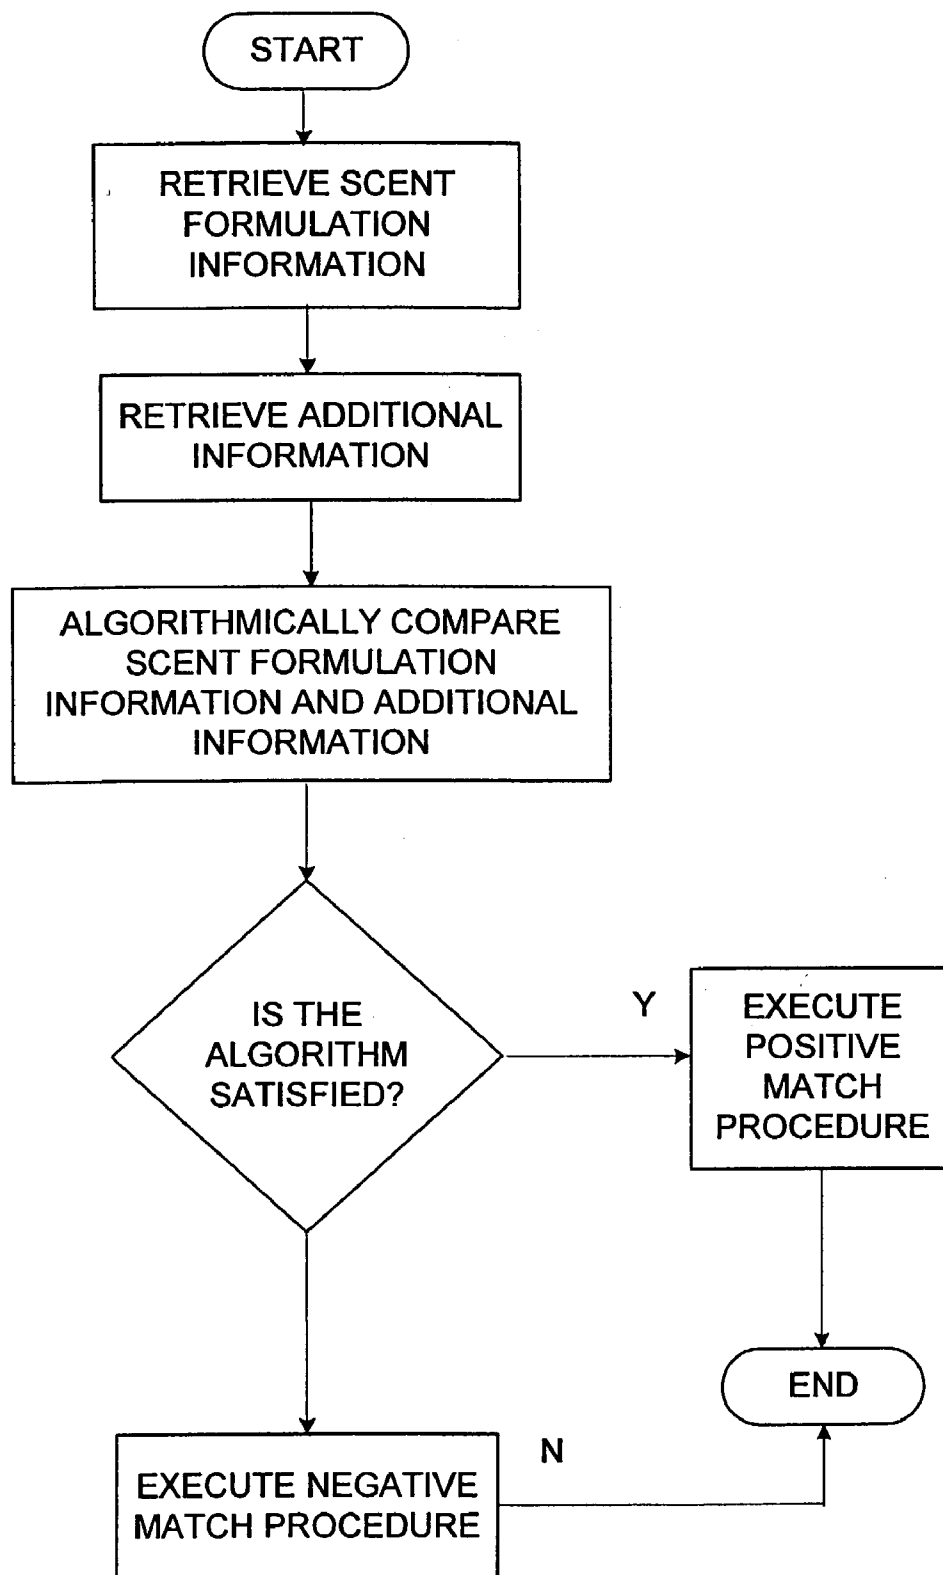 START
RETRIEVE SCENT
FORMULATION
INFORMATION
RETRIEVE ADDITIONAL
INFORMATION
ALGORITHMICALLY COMPARE
SCENT FORMULATION
INFORMATION AND ADDITIONAL
INFORMATION
IS THE
ALGORITHM
SATISFIED?
Y
EXECUTE
POSITIVE
MATCH
PROCEDURE
END
N
EXECUTE NEGATIVE
MATCH PROCEDURE